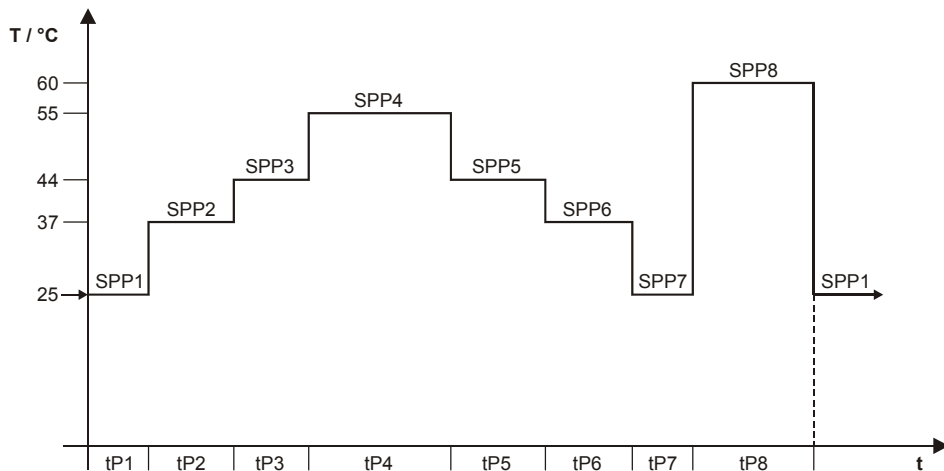 T / °C
60
55
44
37
25
SPP1
SPP2
SPP3
SPP4
SPP5
SPP6
SPP7
SPP8
SPP1
tP1 tP2 tP3 tP4 tP5 tP6 tP7 tP8 t